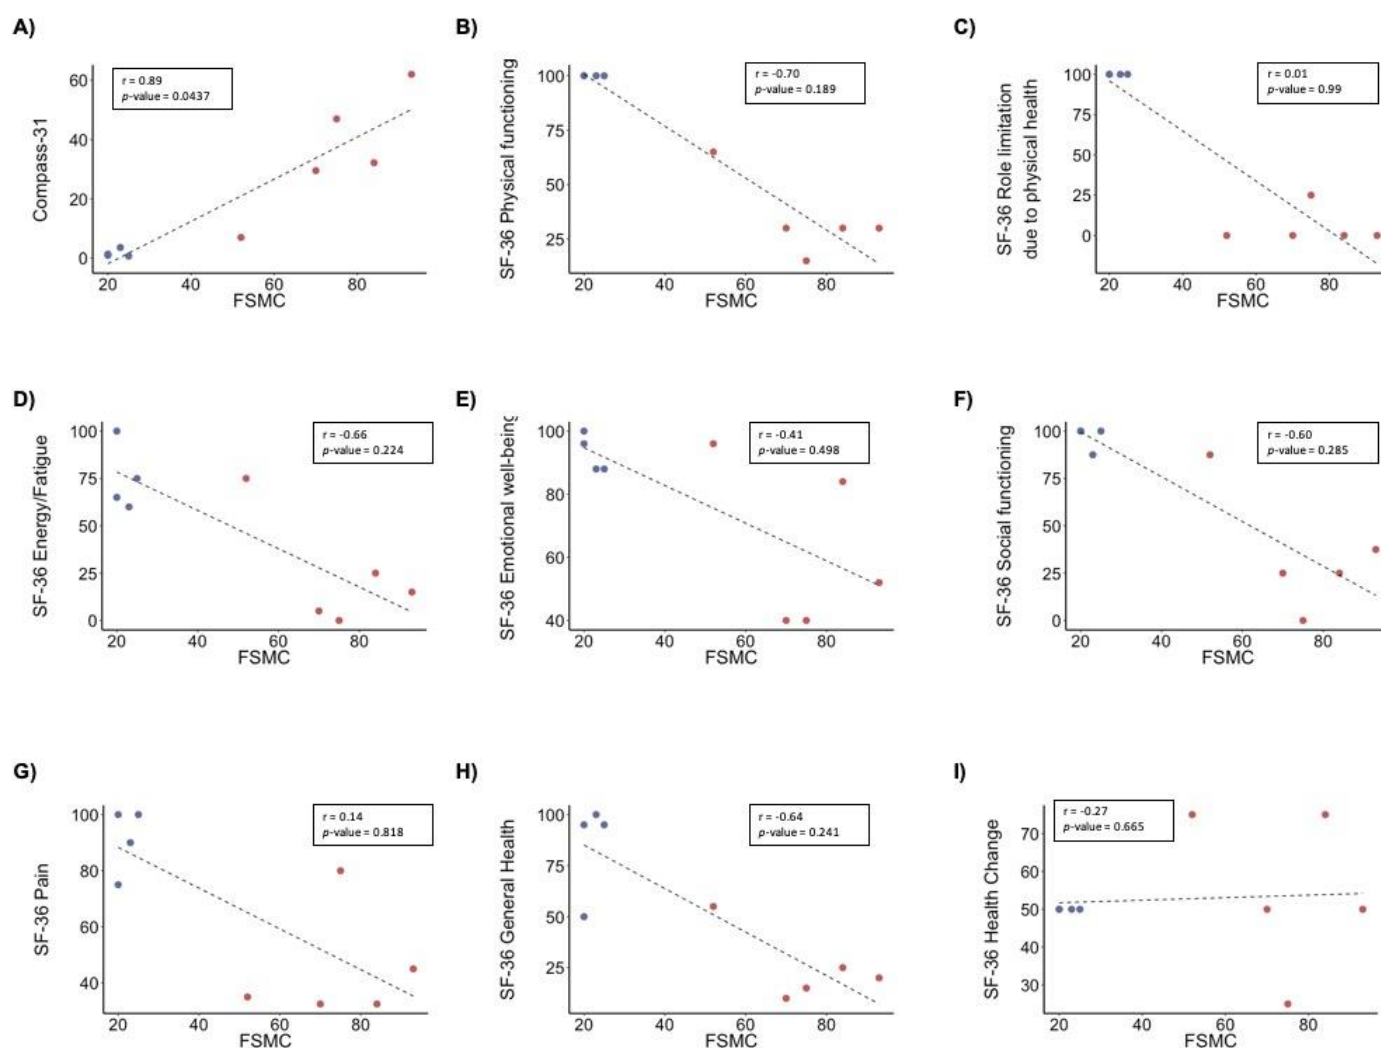 A)
r = 0.89
p-value = 0.0437
Compass-31
60
40
20
0
20 40 60 80
FSMC
B)
r = -0.70
p-value = 0.189
SF-36 Physical functioning
100
75
50
25
20 40 60 80
FSMC
C)
r = 0.01
p-value = 0.99
SF-36 Role limitation
due to physical health
100
75
50
25
0
20 40 60 80
FSMC
D)
r = -0.66
p-value = 0.224
SF-36 Energy/Fatigue
100
75
50
25
0
20 40 60 80
FSMC
E)
r = -0.41
p-value = 0.498
SF-36 Emotional well-being
100
80
60
40
20 40 60 80
FSMC
F)
r = -0.60
p-value = 0.285
SF-36 Social functioning
100
75
50
25
0
20 40 60 80
FSMC
G)
r = 0.14
p-value = 0.818
SF-36 Pain
100
80
60
40
20 40 60 80
FSMC
H)
r = -0.64
p-value = 0.241
SF-36 General Health
100
75
50
25
20 40 60 80
FSMC
I)
r = -0.27
p-value = 0.665
SF-36 Health Change
70
60
50
40
30
20 40 60 80
FSMC